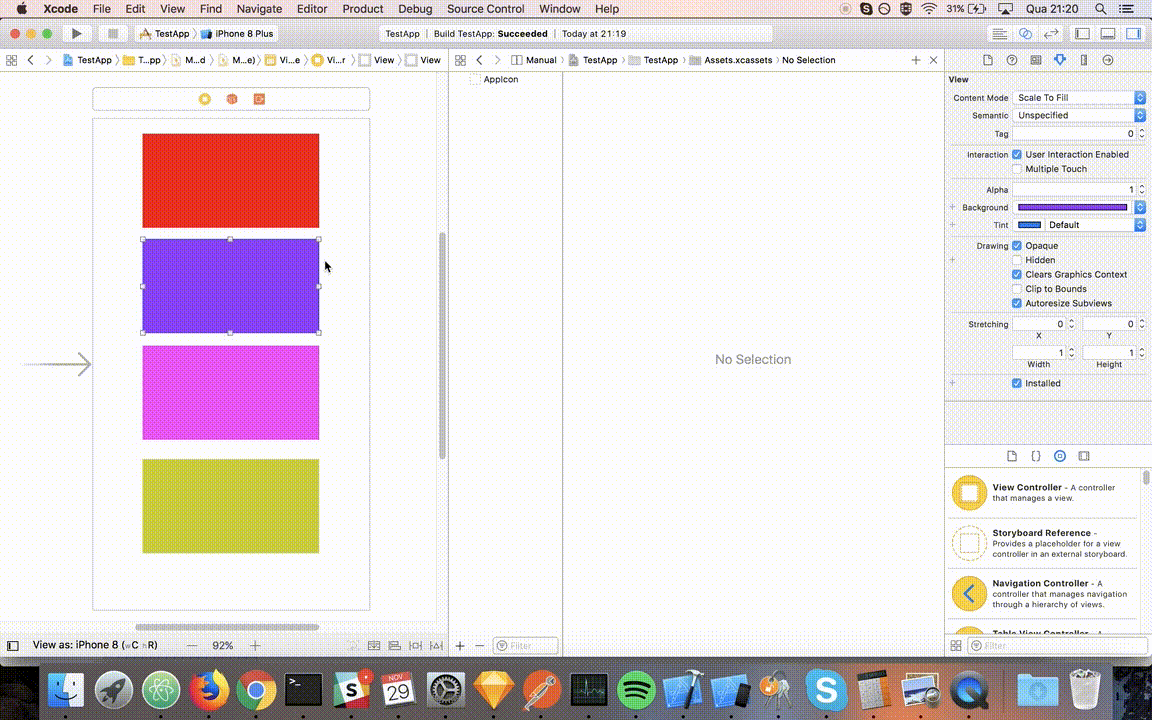 Xcode File Edit View Find Navigate Editor Product Debug Source Control Window Help 31% Qua 21:20
TestApp iPhone 8 Plus TestApp | Build TestApp: Succeeded | Today at 21:19
TestApp T...pp M...d M...e) Vi...e Vi...r View View Manual TestApp TestApp Assets.xcassets No Selection
AppIcon
View
Content Mode Scale To Fill
Semantic Unspecified
Tag 0
Interaction User Interaction Enabled
Multiple Touch
Alpha 1
Background
Tint Default
Drawing Opaque
Hidden
Clears Graphics Context
Clip to Bounds
Autoresize Subviews
Stretching 0 0
X Y
1 1
Width Height
Installed
No Selection
View Controller - A controller
that manages a view.
Storyboard Reference -
Provides a placeholder for a view
controller in an external storyboard.
Navigation Controller - A
controller that manages navigation
through a hierarchy of views.
View as: iPhone 8 (wC hR) 92% Filter Filter
NOV
29